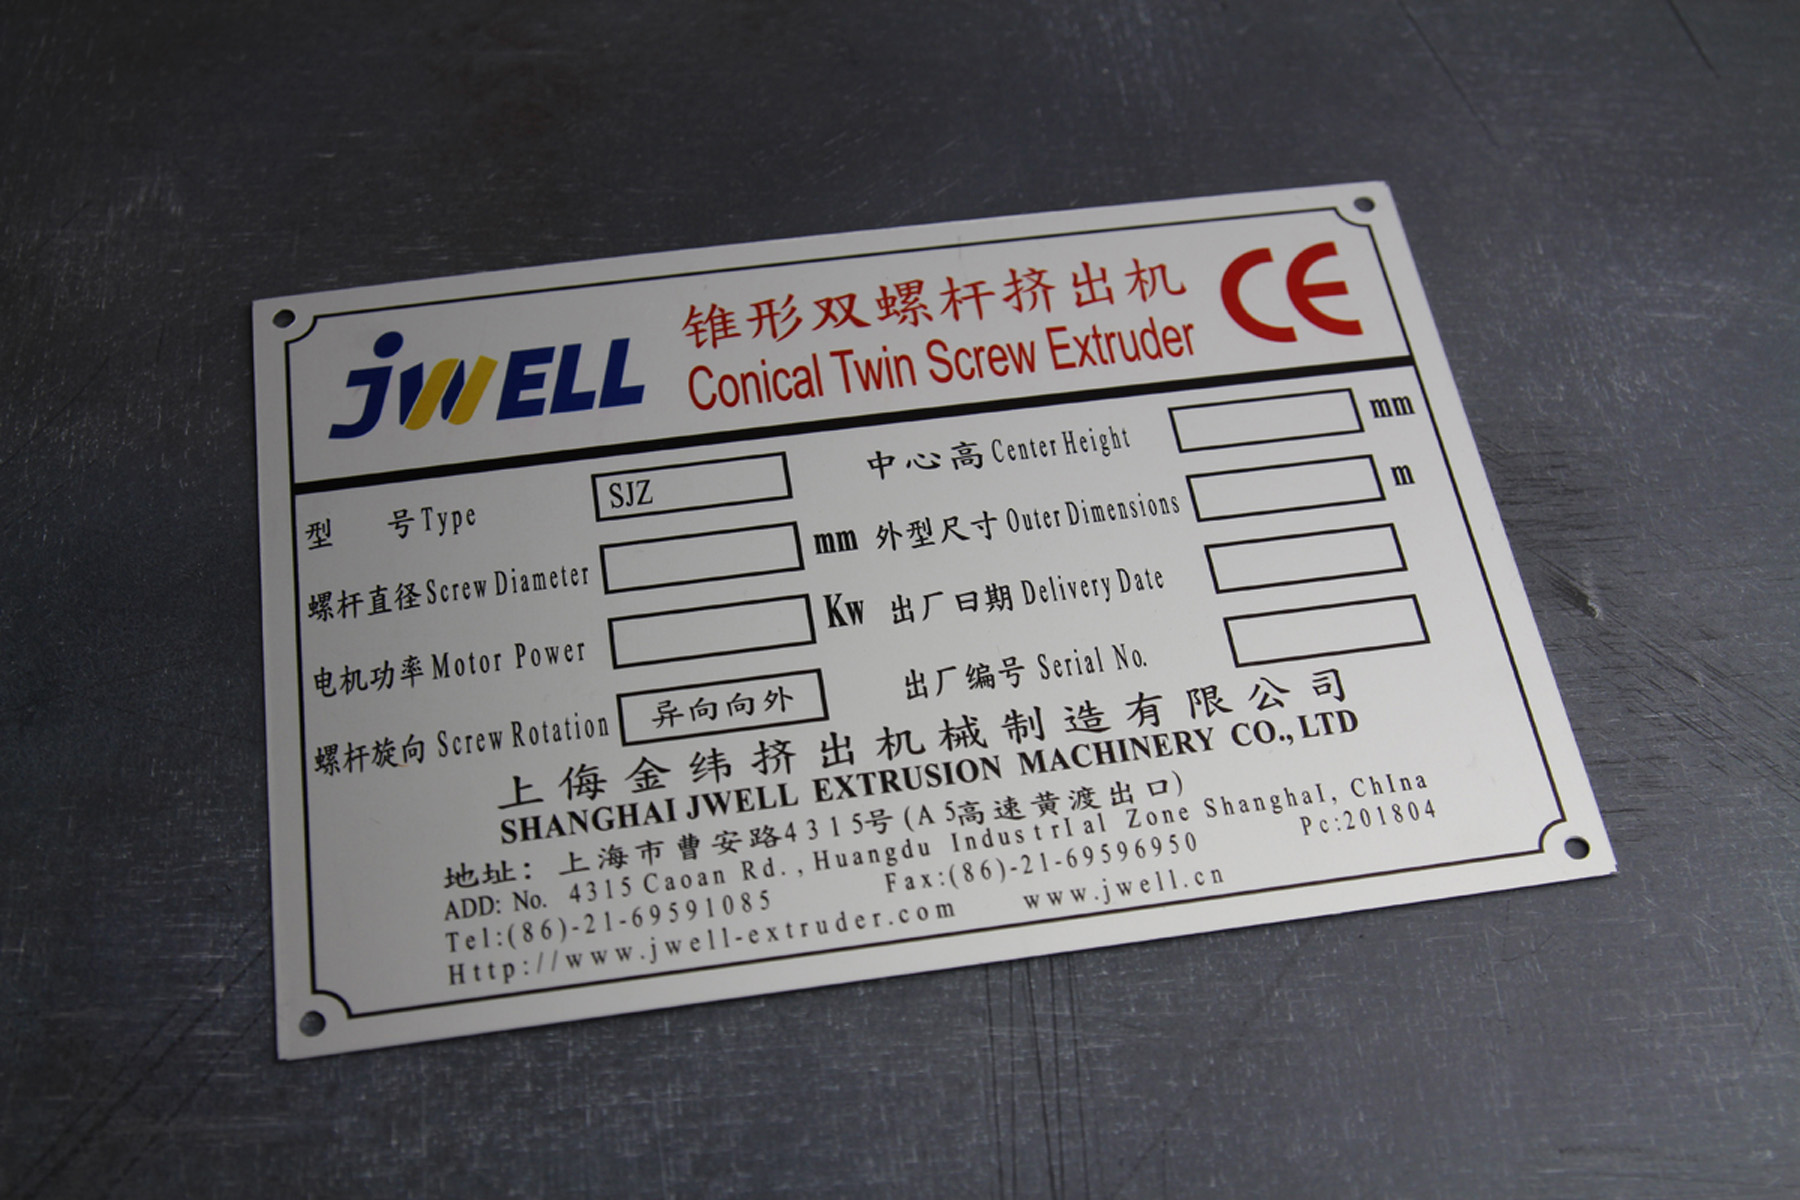 jWELL
锥形双螺杆挤出机
Conical Twin Screw Extruder
CE
型 号 Type SJZ
中心高 Center Height mm
螺杆直径 Screw Diameter mm
外型尺寸 Outer Dimensions m
电机功率 Motor Power Kw
出厂日期 Delivery Date
螺杆旋向 Screw Rotation 异向向外
出厂编号 Serial No.
上海金纬挤出机械制造有限公司
SHANGHAI JWELL EXTRUSION MACHINERY CO., LTD
地址: 上海市曹安路4315号(A5高速黄渡出口)
ADD: No. 4315 Caoan Rd., Huangdu IndustrIal Zone ShanghaI, ChIna
Tel:(86)-21-69591085 Fax:(86)-21-69596950 Pc:201804
Http://www.jwell-extruder.com www.jwell.cn